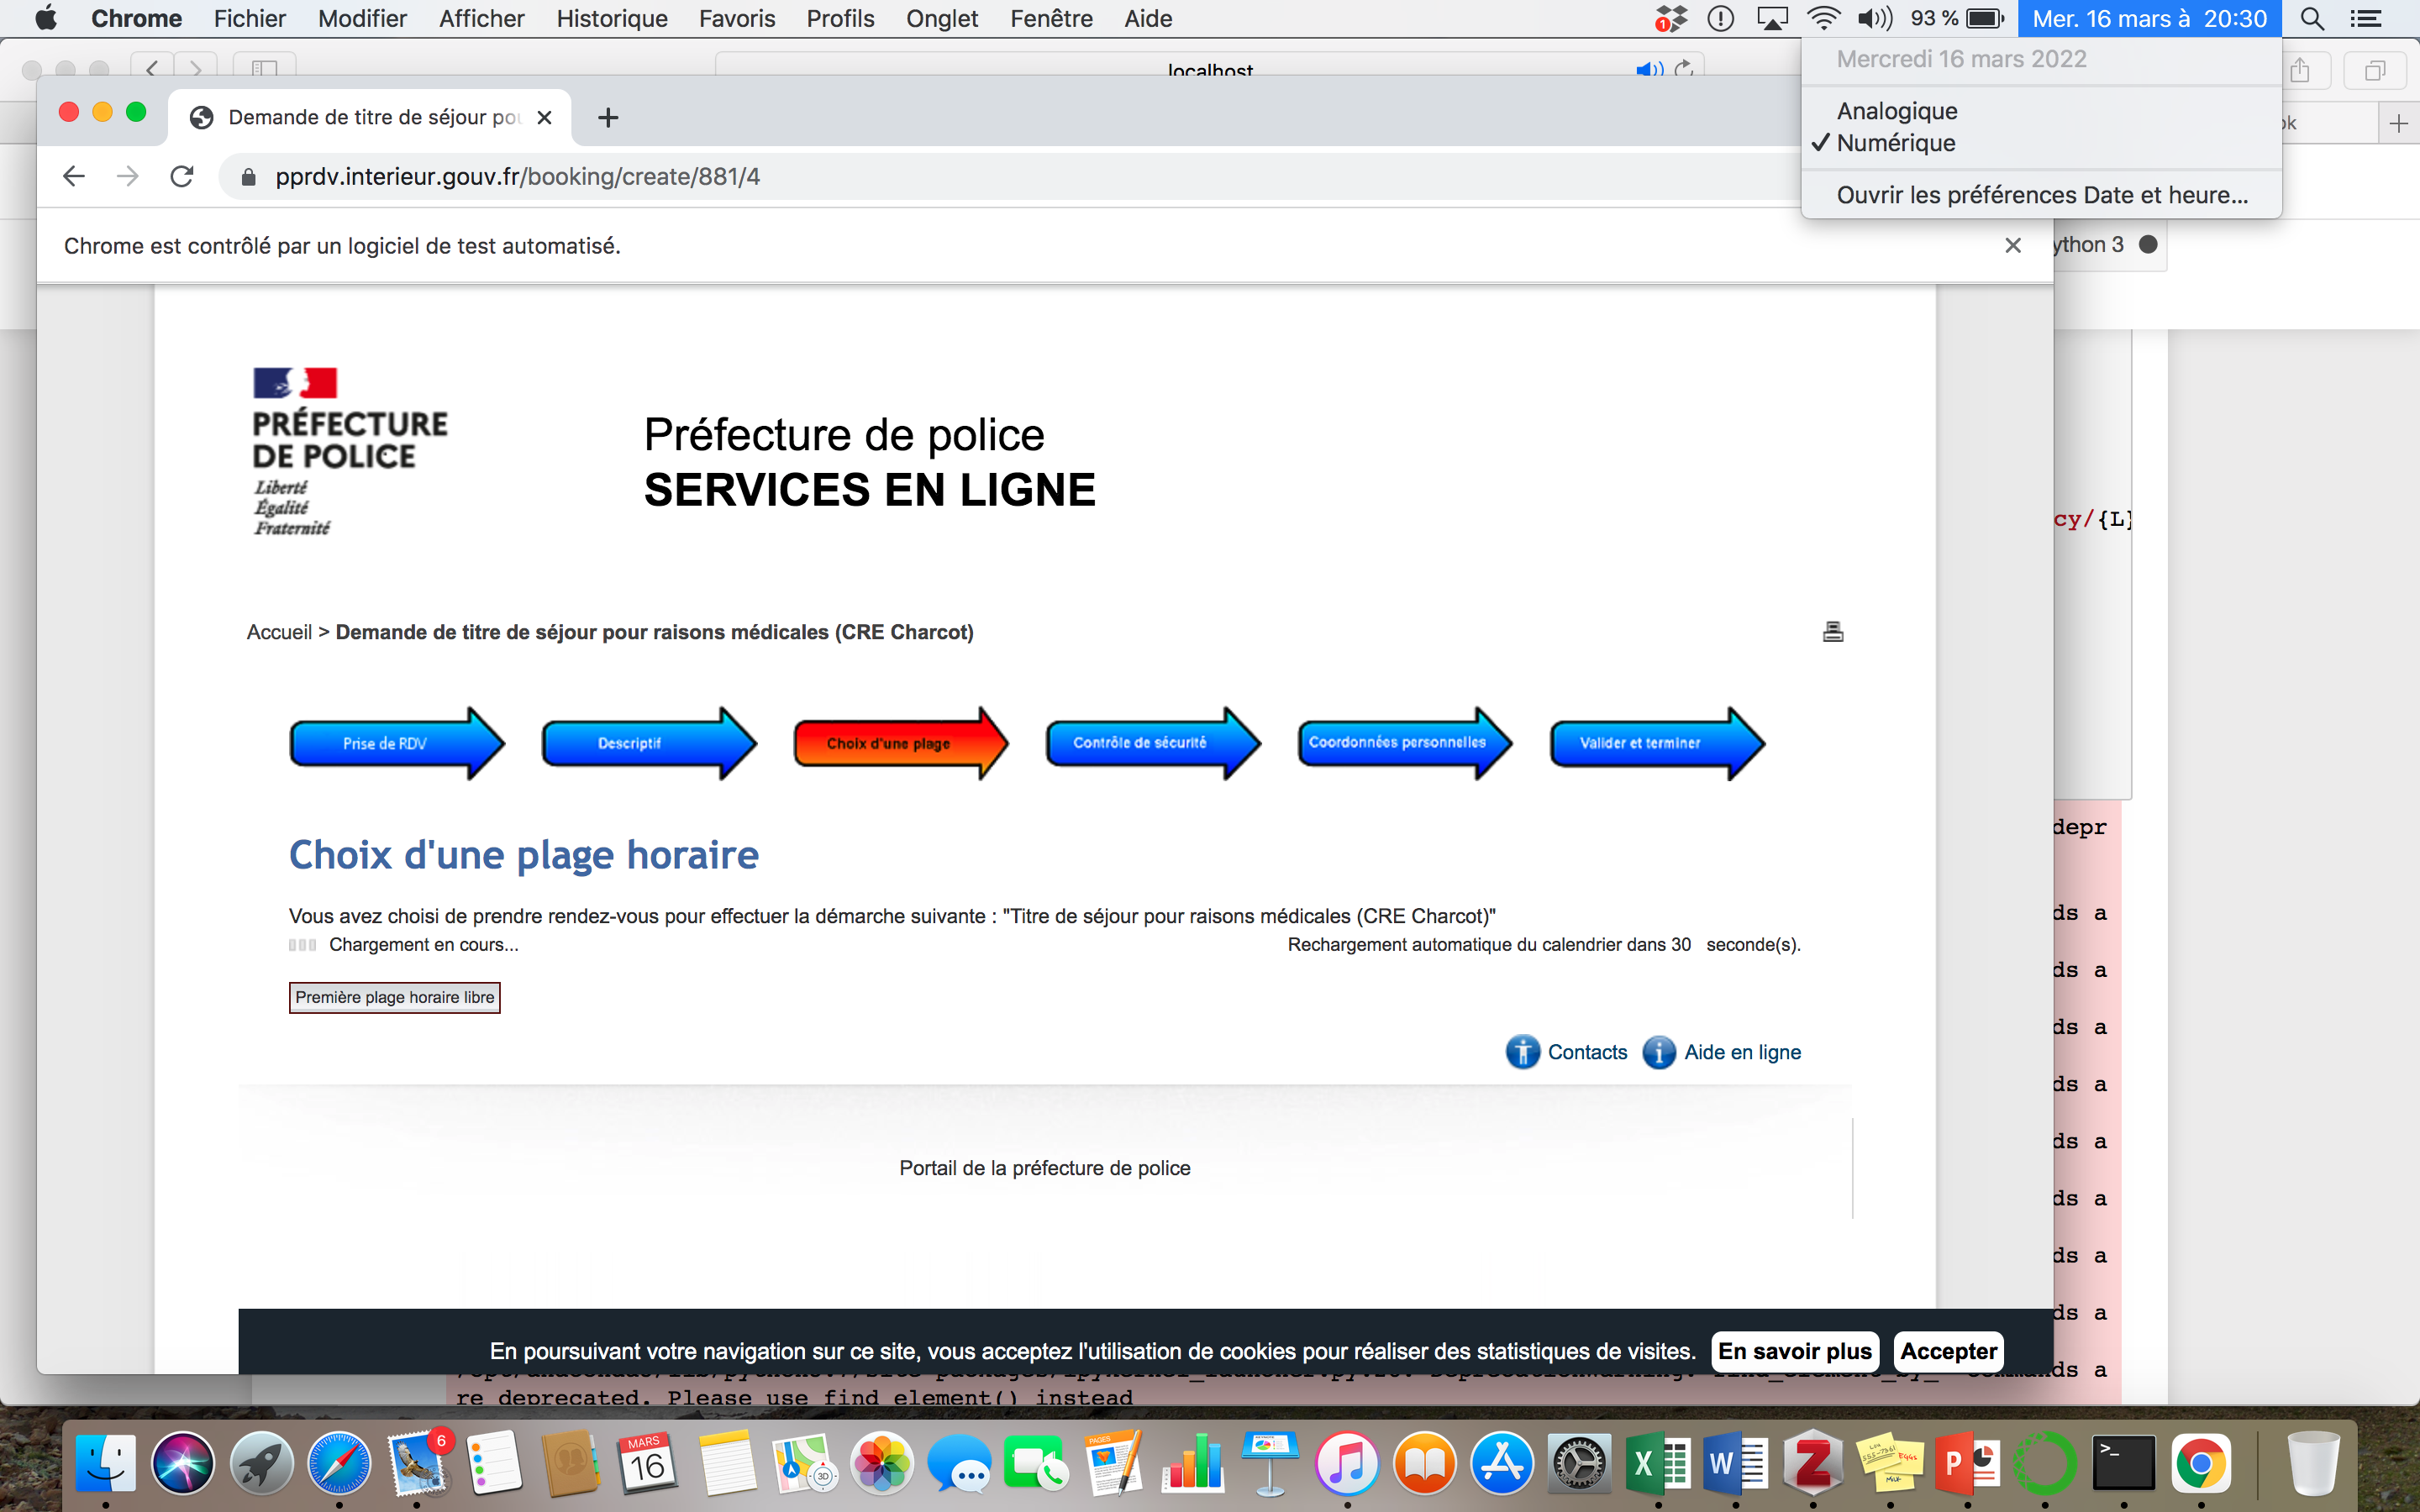 Chrome Fichier Modifier Afficher Historique Favoris Profils Onglet Fenêtre Aide 1 93 % Mer. 16 mars à 20:30
Mercredi 16 mars 2022
Analogique
✓ Numérique
Ouvrir les préférences Date et heure...
localhost
Demande de titre de séjour pou
ok
pprdv.interieur.gouv.fr/booking/create/881/4
Chrome est contrôlé par un logiciel de test automatisé.
ython 3
PRÉFECTURE
DE POLICE
Liberté
Égalité
Fraternité
Préfecture de police
SERVICES EN LIGNE
cy/{L}
Accueil > Demande de titre de séjour pour raisons médicales (CRE Charcot)
Prise de RDV
Descriptif
Choix d'une plage
Contrôle de sécurité
Coordonnées personnelles
Valider et terminer
depr
Choix d'une plage horaire
Vous avez choisi de prendre rendez-vous pour effectuer la démarche suivante : "Titre de séjour pour raisons médicales (CRE Charcot)"
ds a
Chargement en cours...
Rechargement automatique du calendrier dans 30 seconde(s).
ds a
Première plage horaire libre
ds a
Contacts
Aide en ligne
ds a
ds a
Portail de la préfecture de police
ds a
ds a
ds a
En poursuivant votre navigation sur ce site, vous acceptez l'utilisation de cookies pour réaliser des statistiques de visites. En savoir plus Accepter
ds a
re deprecated. Please use find_element() instead
6
MARS
16
3D
PAGES
X
W
Z
P
>_